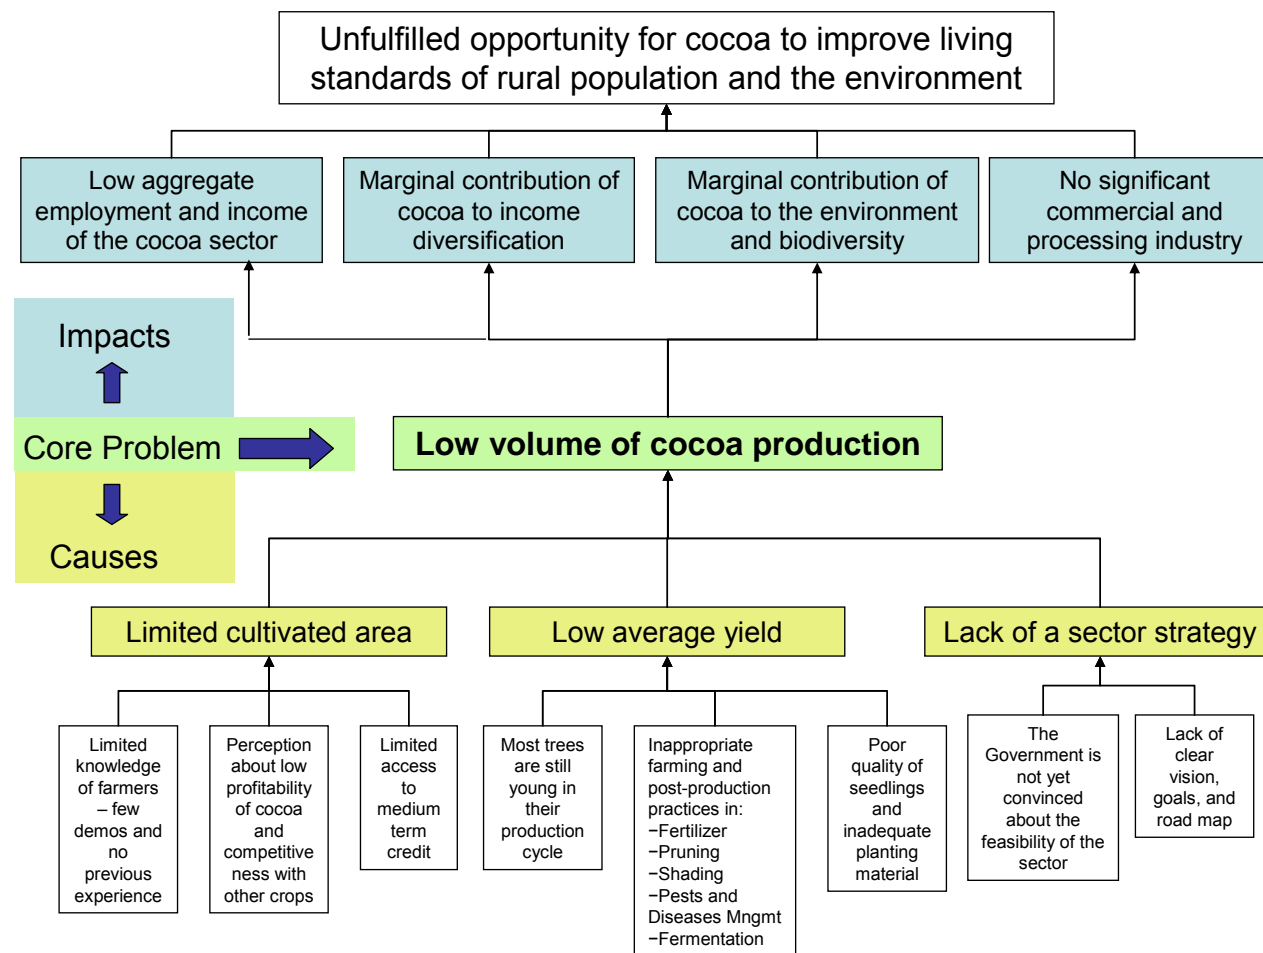 Unfulfilled opportunity for cocoa to improve living
standards of rural population and the environment
Low aggregate
employment and income
of the cocoa sector
Marginal contribution of
cocoa to income
diversification
Marginal contribution of
cocoa to the environment
and biodiversity
No significant
commercial and
processing industry
Impacts
Core Problem
Causes
Low volume of cocoa production
Limited cultivated area
Low average yield
Lack of a sector strategy
Limited
knowledge
of farmers
– few
demos and
no
previous
experience
Perception
about low
profitability
of cocoa
and
competitive
ness with
other crops
Limited
access
to
medium
term
credit
Most trees
are still
young in
their
production
cycle
Inappropriate
farming and
post-production
practices in:
−Fertilizer
−Pruning
−Shading
−Pests and
Diseases Mngmt
−Fermentation
Poor
quality of
seedlings
and
inadequate
planting
material
The
Government is
not yet
convinced
about the
feasibility of the
sector
Lack of
clear
vision,
goals, and
road map